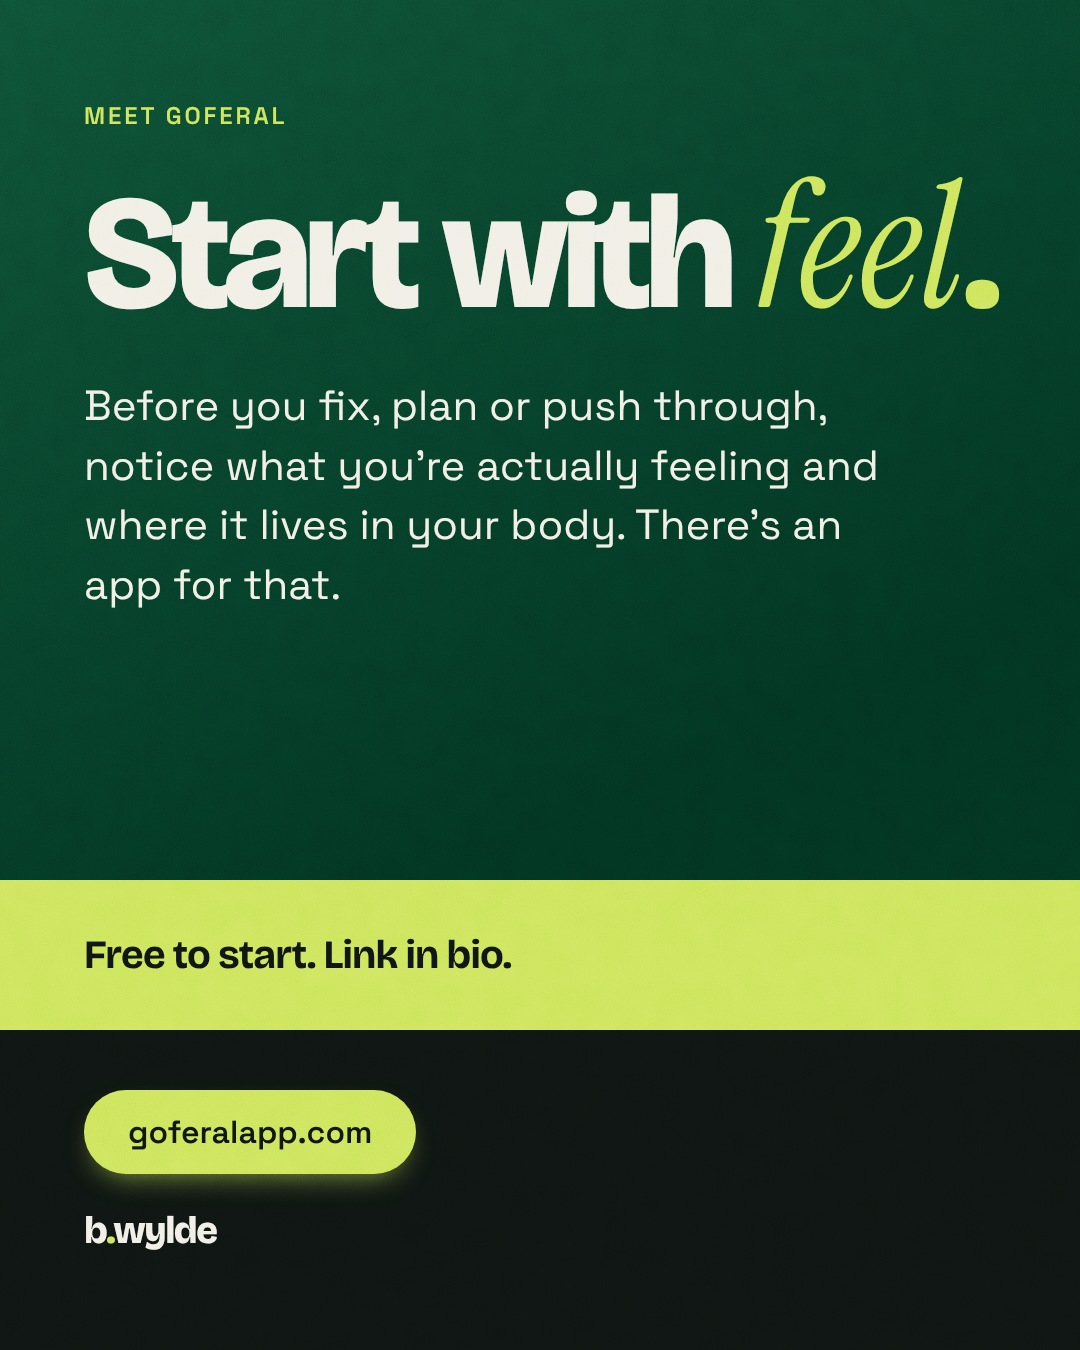 MEET GOFERAL
Start with feel.
Before you fix, plan or push through,
notice what you’re actually feeling and
where it lives in your body. There’s an
app for that.
Free to start. Link in bio.
goferalapp.com
b.wylde